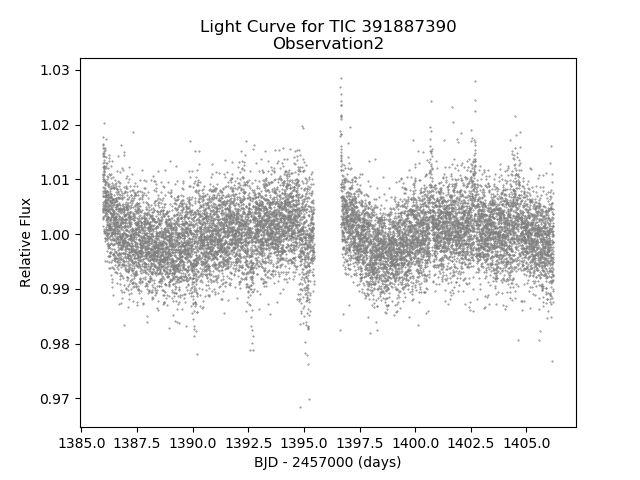 Light Curve for TIC 391887390
Observation2
1.03
1.02
1.01
1.00
0.99
0.98
0.97
Relative Flux
1385.0 1387.5 1390.0 1392.5 1395.0 1397.5 1400.0 1402.5 1405.0
BJD - 2457000 (days)